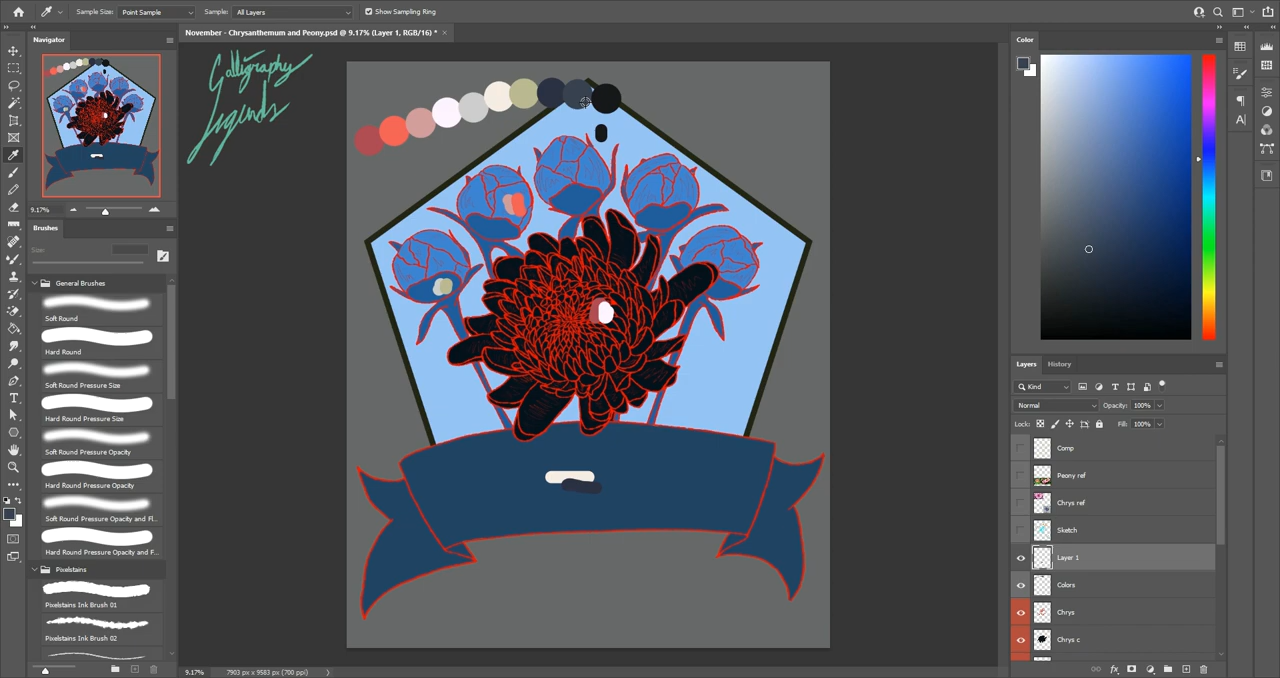 Sample Size: Point Sample Sample: All Layers Show Sampling Ring
November - Chrysanthemum and Peony.psd @ 9.17% (Layer 1, RGB/16) * ×
Calligraphy
Legends
Navigator
9.17%
Brushes
Size:
General Brushes
Soft Round
Hard Round
Soft Round Pressure Size
Hard Round Pressure Size
Soft Round Pressure Opacity
Hard Round Pressure Opacity
Soft Round Pressure Opacity and Fl...
Hard Round Pressure Opacity and F...
Pixelstains
Pixelstains Ink Brush 01
Pixelstains Ink Brush 02
9.17% 7903 px x 9583 px (700 ppi)
Color
Layers History
Kind
Normal Opacity: 100%
Lock: Fill: 100%
Comp
Peony ref
Chrys ref
Sketch
Layer 1
Colors
Chrys
Chrys c